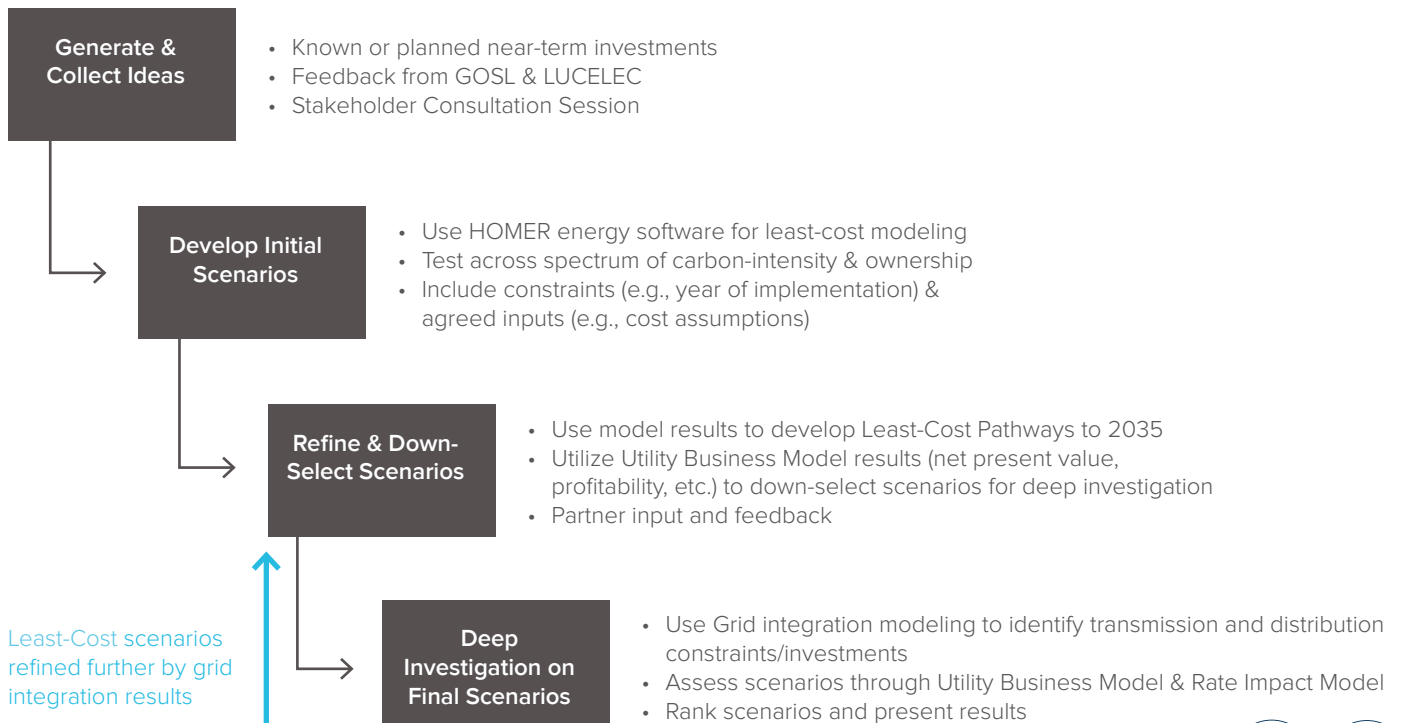 Generate &
Collect Ideas
• Known or planned near-term investments
• Feedback from GOSL & LUCELEC
• Stakeholder Consultation Session
Develop Initial
Scenarios
• Use HOMER energy software for least-cost modeling
• Test across spectrum of carbon-intensity & ownership
• Include constraints (e.g., year of implementation) &
agreed inputs (e.g., cost assumptions)
Refine & Down-
Select Scenarios
• Use model results to develop Least-Cost Pathways to 2035
• Utilize Utility Business Model results (net present value,
profitability, etc.) to down-select scenarios for deep investigation
• Partner input and feedback
Least-Cost scenarios
refined further by grid
integration results
Deep
Investigation on
Final Scenarios
• Use Grid integration modeling to identify transmission and distribution
constraints/investments
• Assess scenarios through Utility Business Model & Rate Impact Model
• Rank scenarios and present results